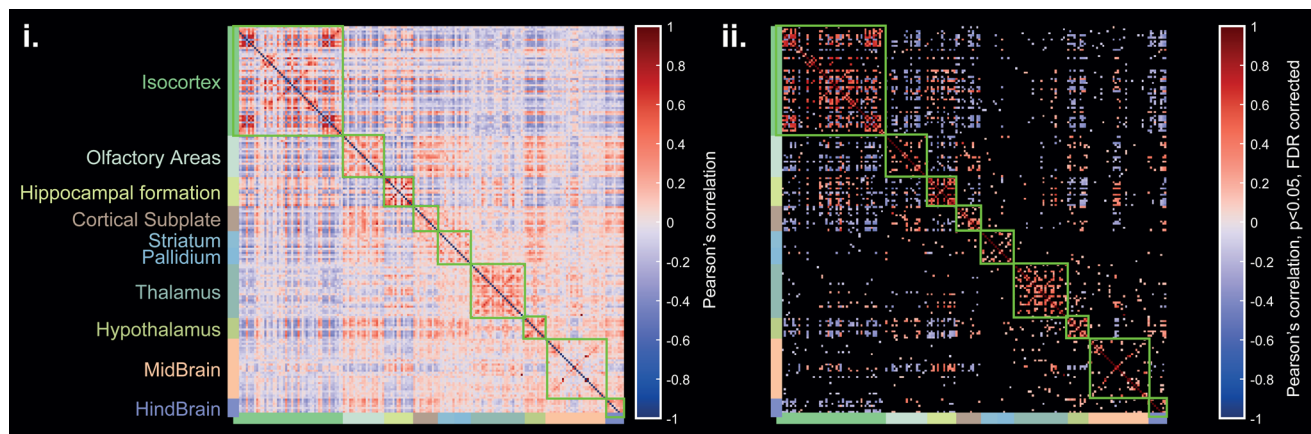 i.
Isocortex
Olfactory Areas
Hippocampal formation
Cortical Subplate
Striatum
Pallidium
Thalamus
Hypothalamus
MidBrain
HindBrain
1
0.8
0.6
0.4
0.2
0
-0.2
-0.4
-0.6
-0.8
-1
Pearson's correlation
ii.
1
0.8
0.6
0.4
0.2
0
-0.2
-0.4
-0.6
-0.8
-1
Pearson's correlation, p<0.05, FDR corrected